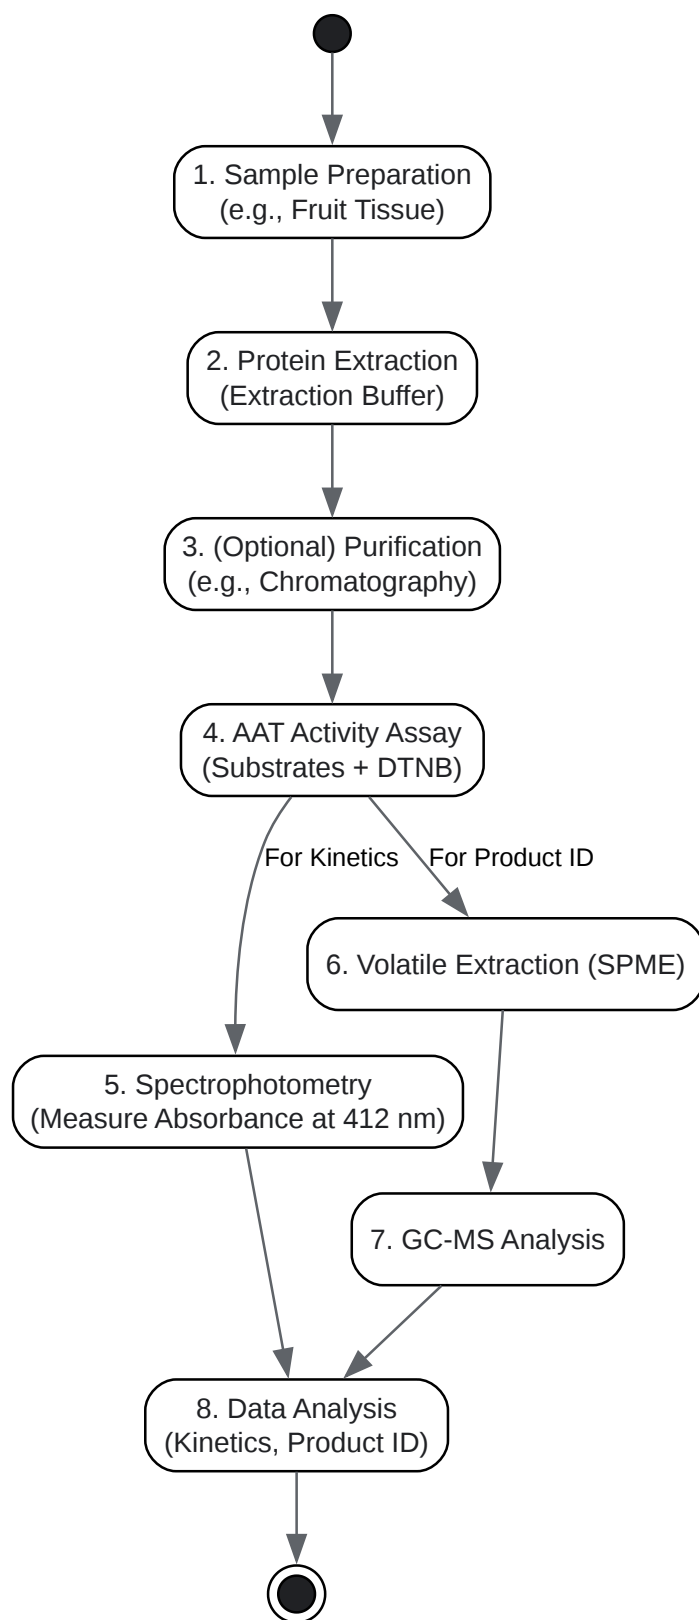 1. Sample Preparation
(e.g., Fruit Tissue)
2. Protein Extraction
(Extraction Buffer)
3. (Optional) Purification
(e.g., Chromatography)
4. AAT Activity Assay
(Substrates + DTNB)
For Kinetics
For Product ID
6. Volatile Extraction (SPME)
5. Spectrophotometry
(Measure Absorbance at 412 nm)
7. GC-MS Analysis
8. Data Analysis
(Kinetics, Product ID)